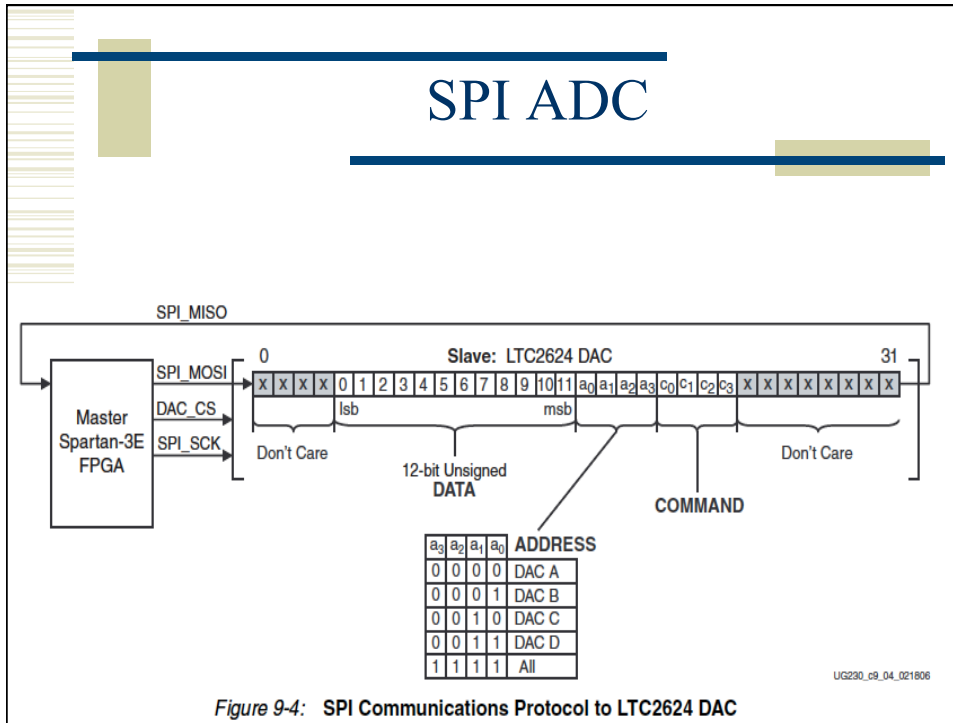 SPI ADC
SPI_MISO
0 Slave: LTC2624 DAC 31
SPI_MOSI
X X X X 0 1 2 3 4 5 6 7 8 9 10 11 a0 a1 a2 a3 c0 c1 c2 c3 X X X X X X X X
lsb msb
DAC_CS
SPI_SCK
Master
Spartan-3E
FPGA
Don't Care
12-bit Unsigned
DATA
COMMAND
Don't Care
a3 a2 a1 a0 ADDRESS
0 0 0 0 DAC A
0 0 0 1 DAC B
0 0 1 0 DAC C
0 0 1 1 DAC D
1 1 1 1 All
UG230_c9_04_021806
Figure 9-4: SPI Communications Protocol to LTC2624 DAC